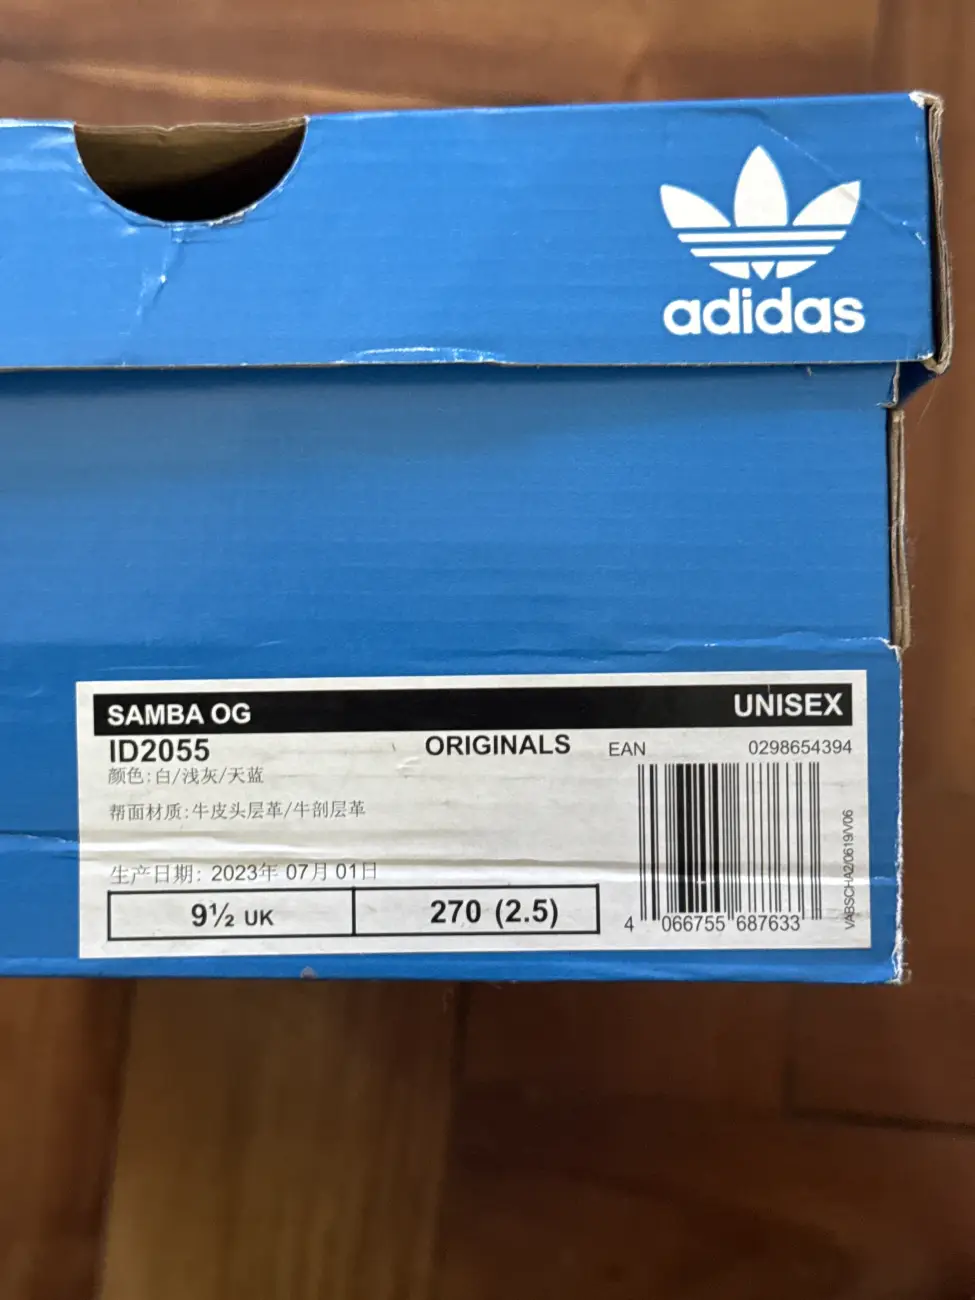 adidas
SAMBA OG UNISEX
ID2055 ORIGINALS EAN 0298654394
颜色:白/浅灰/天蓝
帮面材质:牛皮头层革/牛剖层革
生产日期: 2023年 07月 01日
9½ UK 270 (2.5)
4 066755 687633
VABSCHA2/0619/V06